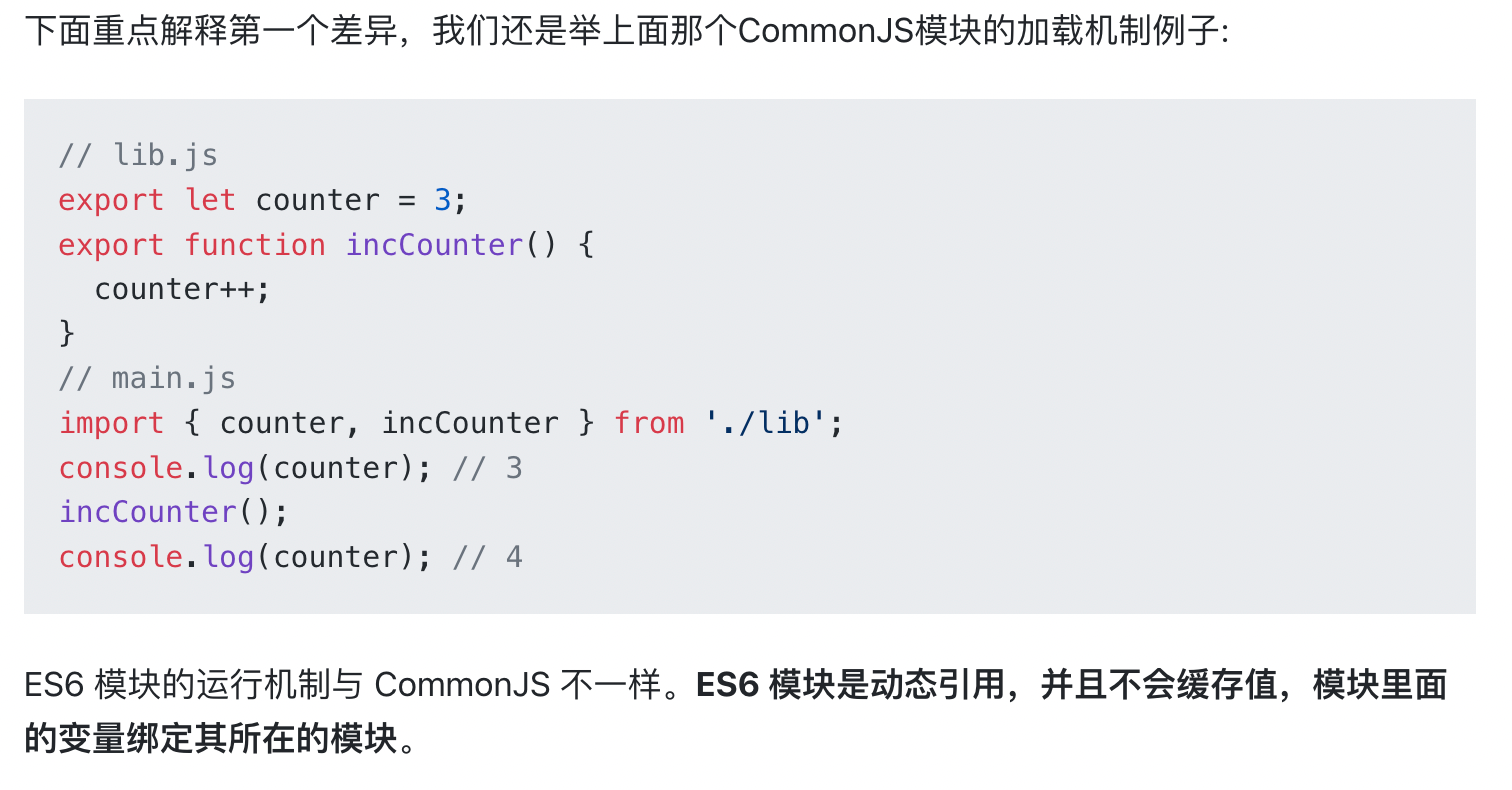 下面重点解释第一个差异，我们还是举上面那个CommonJS模块的加载机制例子:
// lib.js
export let counter = 3;
export function incCounter() {
  counter++;
}
// main.js
import { counter, incCounter } from './lib';
console.log(counter); // 3
incCounter();
console.log(counter); // 4
ES6 模块的运行机制与 CommonJS 不一样。ES6 模块是动态引用，并且不会缓存值，模块里面
的变量绑定其所在的模块。